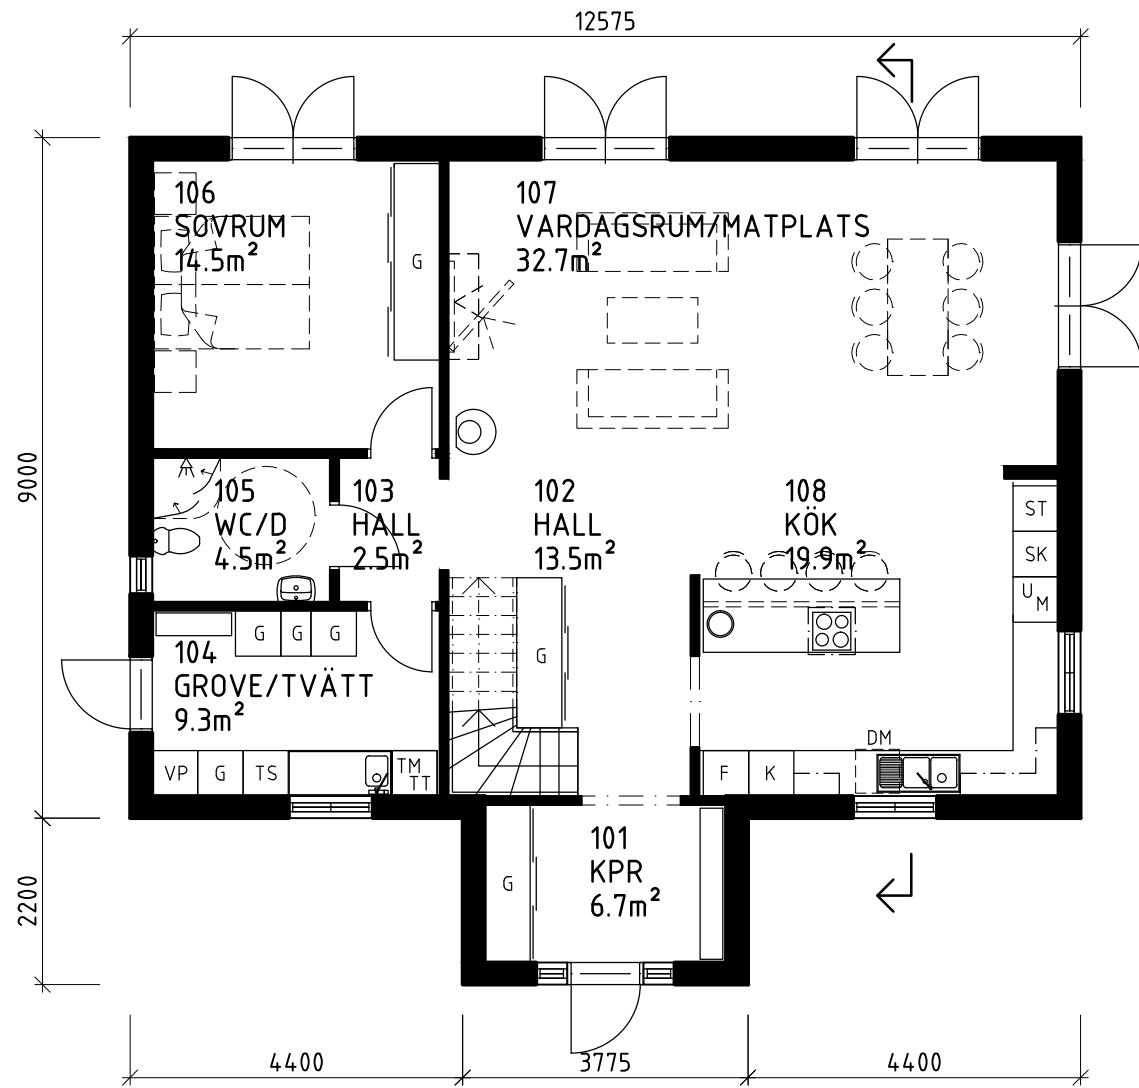 12575
106
SOVRUM
14.5m²
G
107
VARDAGSRUM/MATPLATS
32.7m²
9000
105
WC/D
4.5m²
103
HALL
2.5m²
102
HALL
13.5m²
108
KÖK
19.9m²
ST
SK
UM
G
G
G
G
104
GROVE/TVÄTT
9.3m²
VP
G
TS
TM
TT
F
K
DM
2200
G
101
KPR
6.7m²
4400
3775
4400